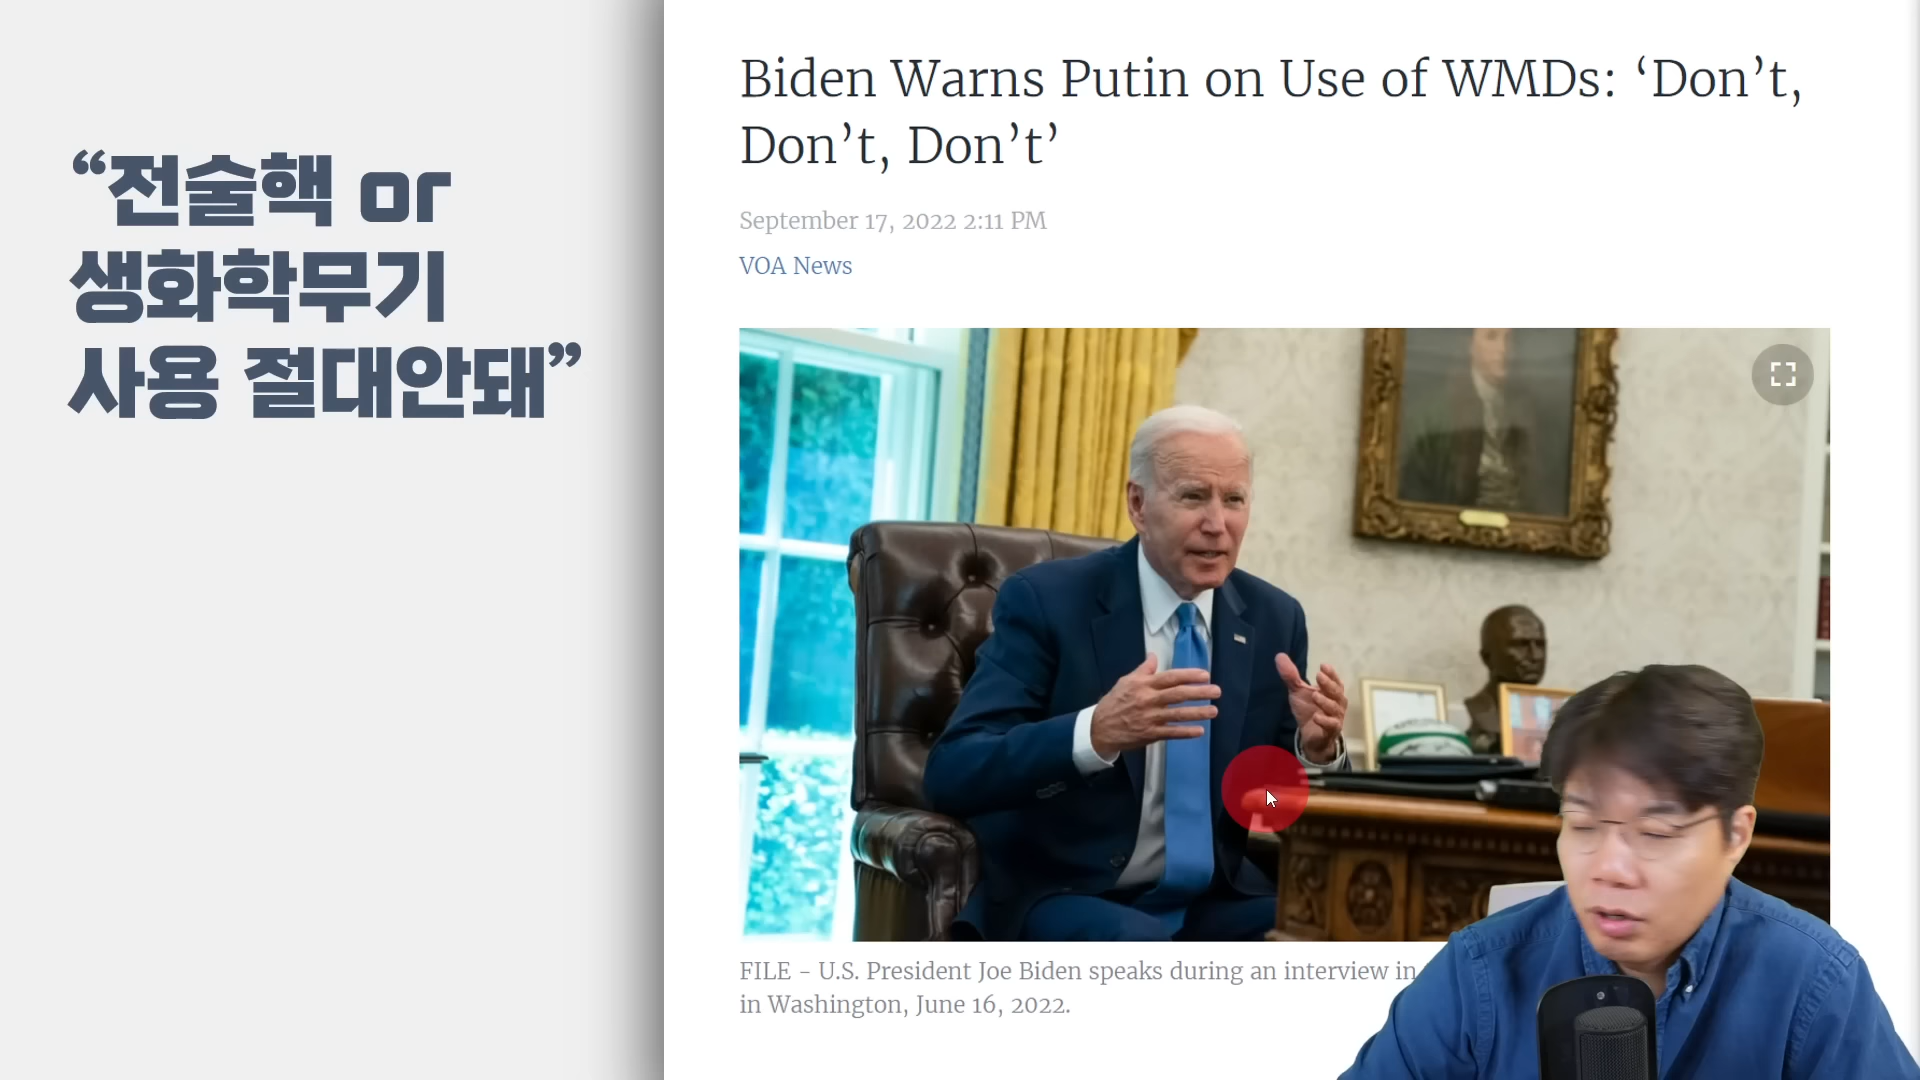 “전술핵 or
생화학무기
사용 절대안돼”
Biden Warns Putin on Use of WMDs: ‘Don’t,
Don’t, Don’t’
September 17, 2022 2:11 PM
VOA News
FILE - U.S. President Joe Biden speaks during an interview in
in Washington, June 16, 2022.